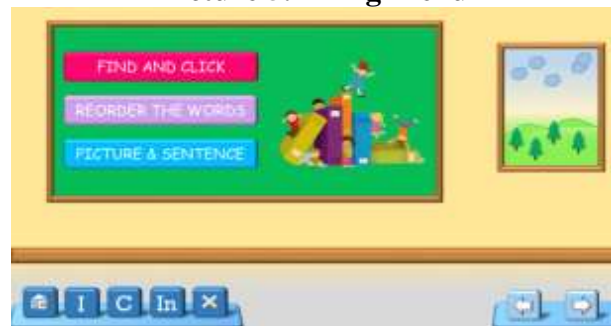 FIND AND CLICK
REORDER THE WORDS
PICTURE & SENTENCE
I C In X